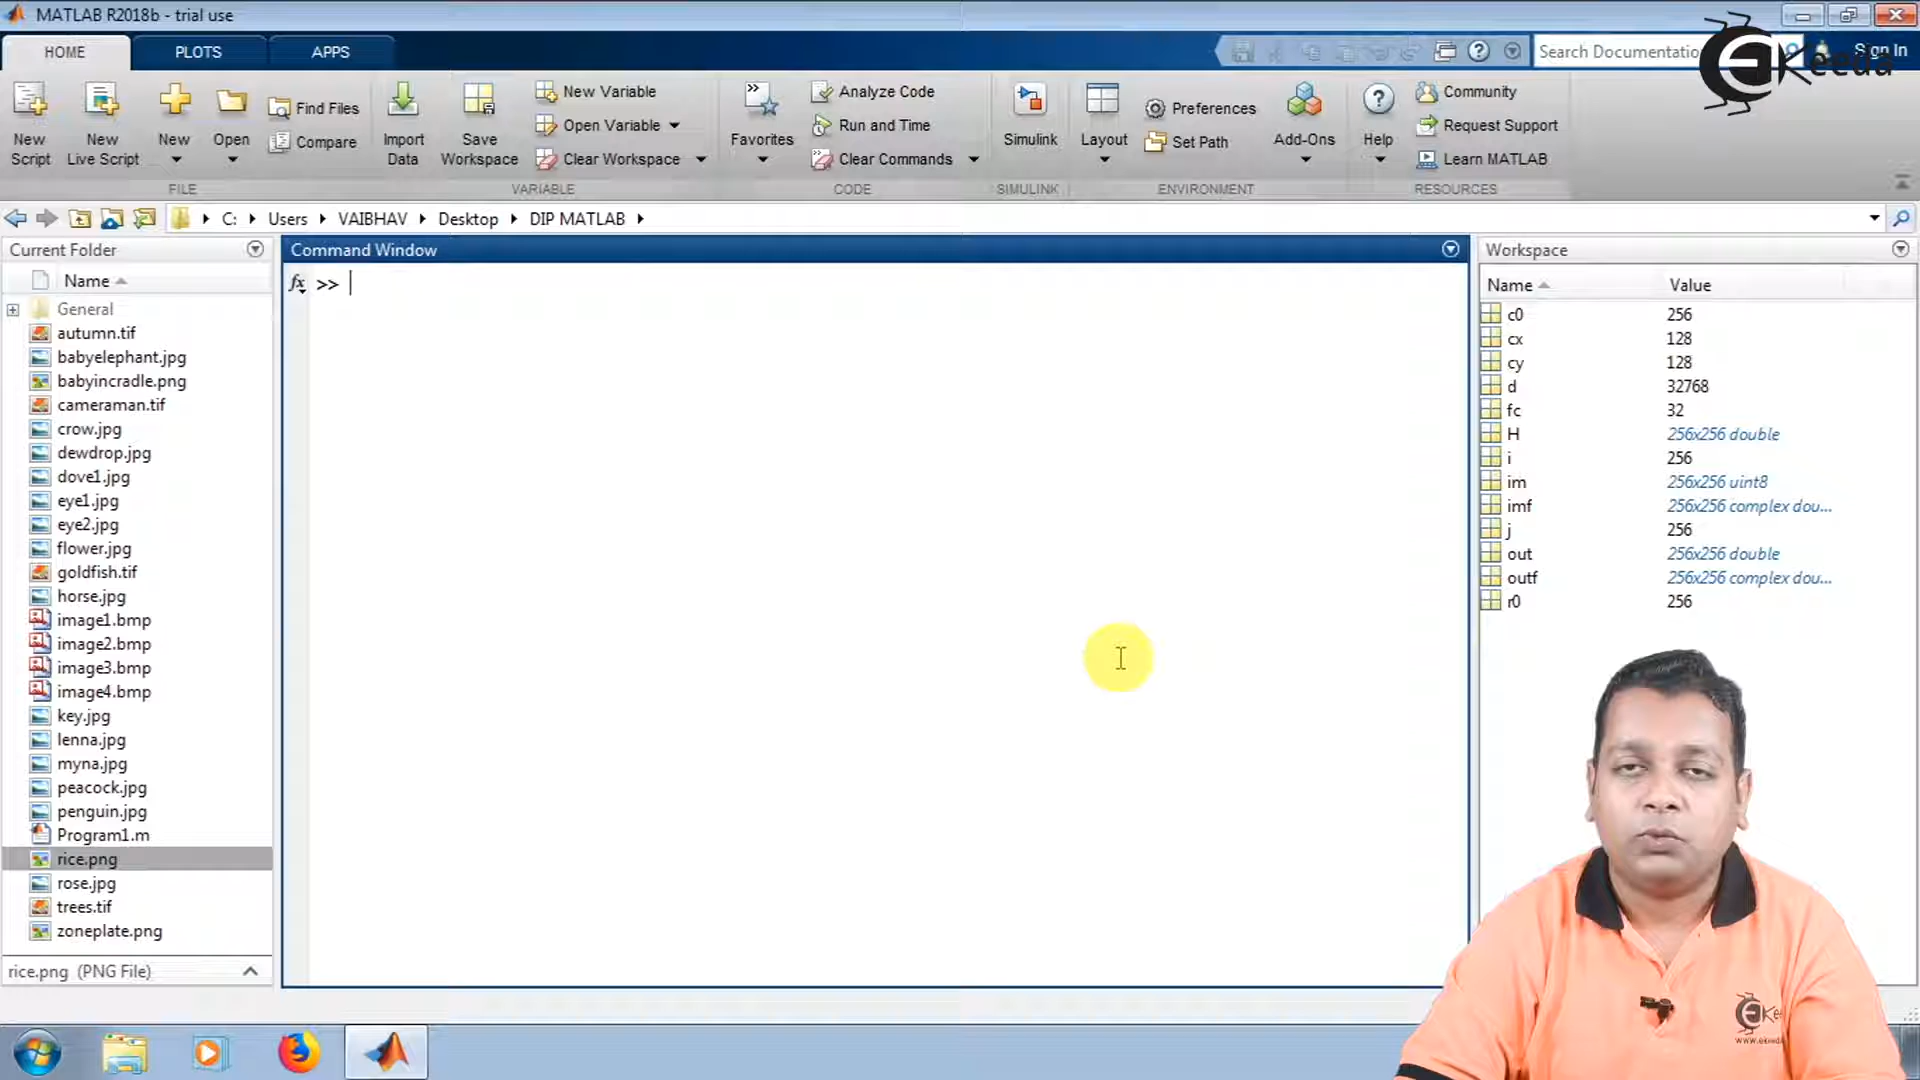 MATLAB R2018b - trial use
HOME
PLOTS
APPS
Search Documentatio
Sign In
EKeeda
New Script
New Live Script
New
Open
Find Files
Compare
Import Data
Save Workspace
New Variable
Open Variable
Clear Workspace
Favorites
Analyze Code
Run and Time
Clear Commands
Simulink
Layout
Preferences
Set Path
Add-Ons
Help
Community
Request Support
Learn MATLAB
FILE
VARIABLE
CODE
SIMULINK
ENVIRONMENT
RESOURCES
C: Users VAIBHAV Desktop DIP MATLAB
Current Folder
Name
General
autumn.tif
babyelephant.jpg
babyincradle.png
cameraman.tif
crow.jpg
dewdrop.jpg
dove1.jpg
eye1.jpg
eye2.jpg
flower.jpg
goldfish.tif
horse.jpg
image1.bmp
image2.bmp
image3.bmp
image4.bmp
key.jpg
lenna.jpg
myna.jpg
peacock.jpg
penguin.jpg
Program1.m
rice.png
rose.jpg
trees.tif
zoneplate.png
rice.png (PNG File)
Command Window
fx >>
Workspace
Name Value
c0 256
cx 128
cy 128
d 32768
fc 32
H 256x256 double
i 256
im 256x256 uint8
imf 256x256 complex dou...
j 256
out 256x256 double
outf 256x256 complex dou...
r0 256